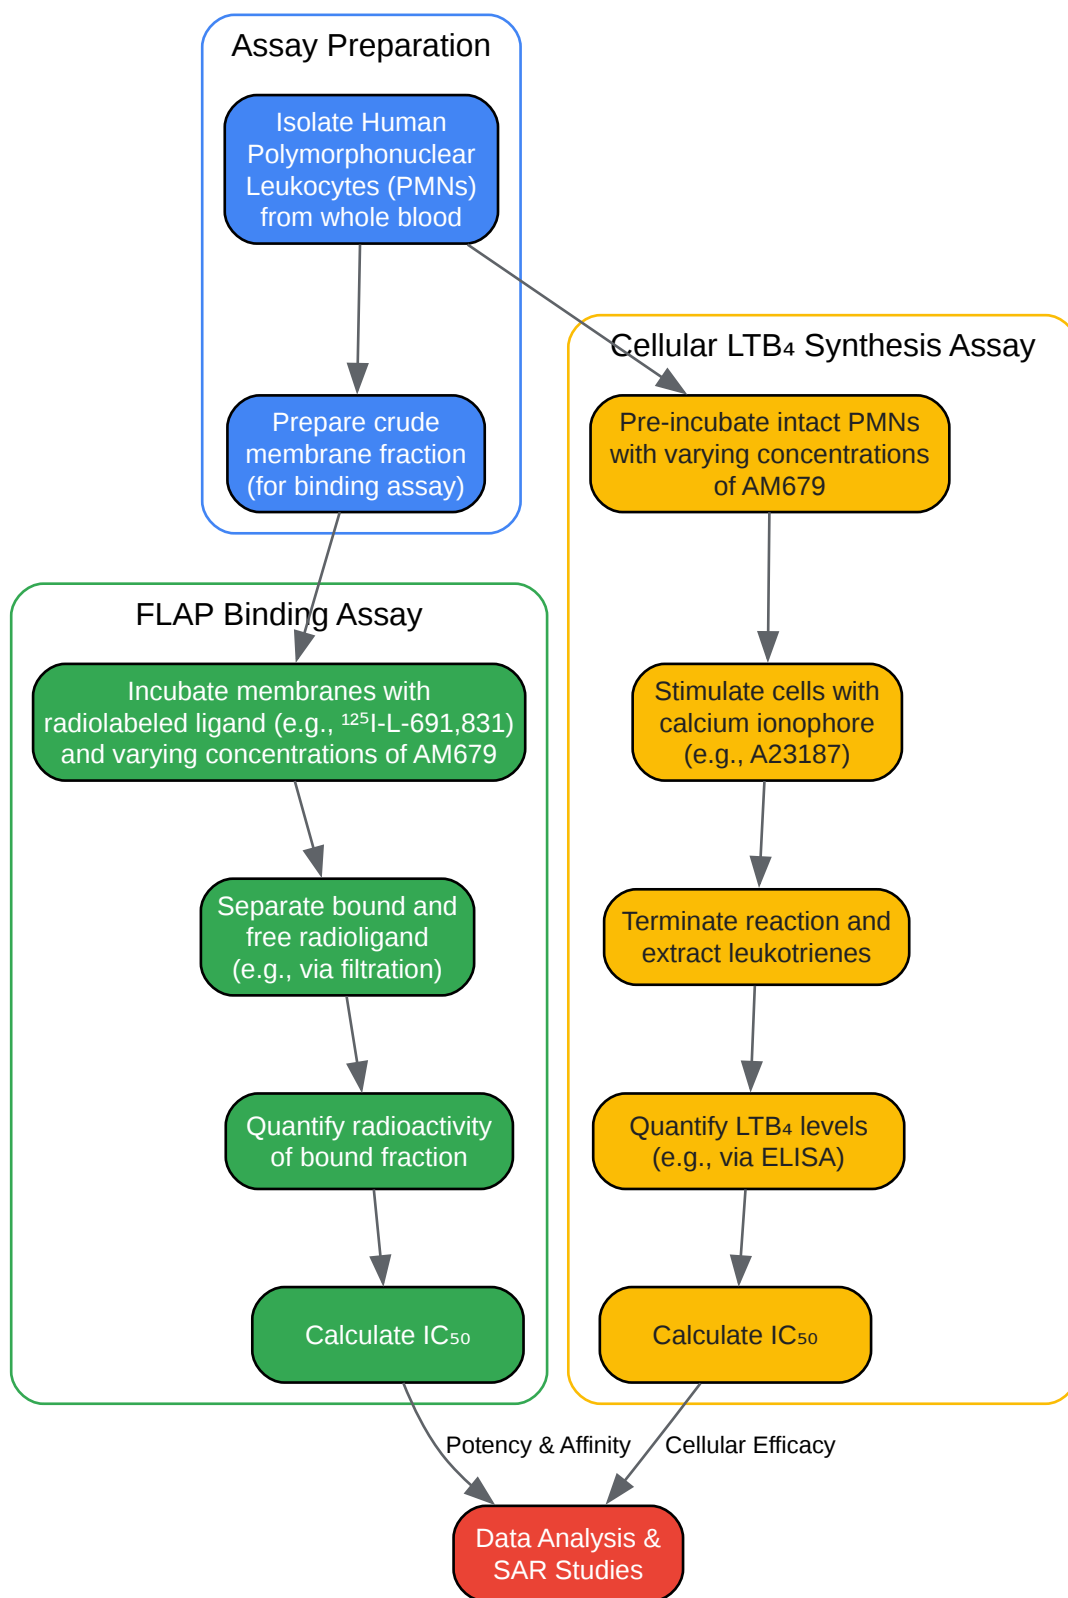 Assay Preparation
Isolate Human
Polymorphonuclear
Leukocytes (PMNs)
from whole blood
Prepare crude
membrane fraction
(for binding assay)
FLAP Binding Assay
Incubate membranes with
radiolabeled ligand (e.g., ¹²⁵I-L-691,831)
and varying concentrations of AM679
Separate bound and
free radioligand
(e.g., via filtration)
Quantify radioactivity
of bound fraction
Calculate IC₅₀
Cellular LTB₄ Synthesis Assay
Pre-incubate intact PMNs
with varying concentrations
of AM679
Stimulate cells with
calcium ionophore
(e.g., A23187)
Terminate reaction and
extract leukotrienes
Quantify LTB₄ levels
(e.g., via ELISA)
Calculate IC₅₀
Potency & Affinity
Cellular Efficacy
Data Analysis &
SAR Studies